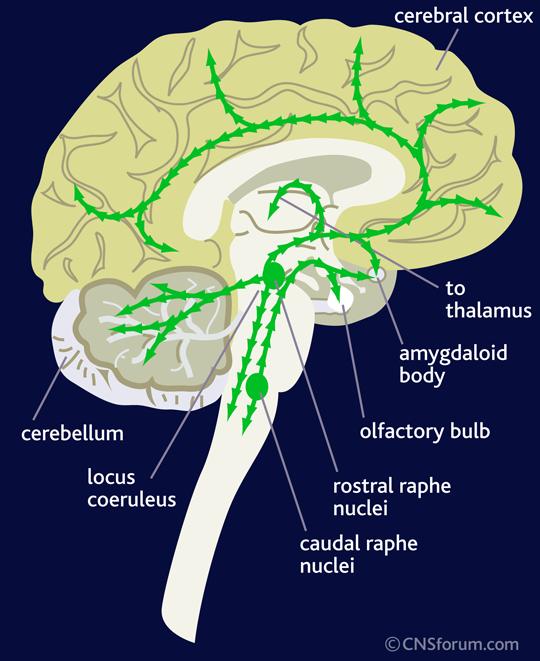 cerebral cortex
to
thalamus
amygdaloid
body
olfactory bulb
cerebellum
locus
coeruleus
rostral raphe
nuclei
caudal raphe
nuclei
© CNSforum.com